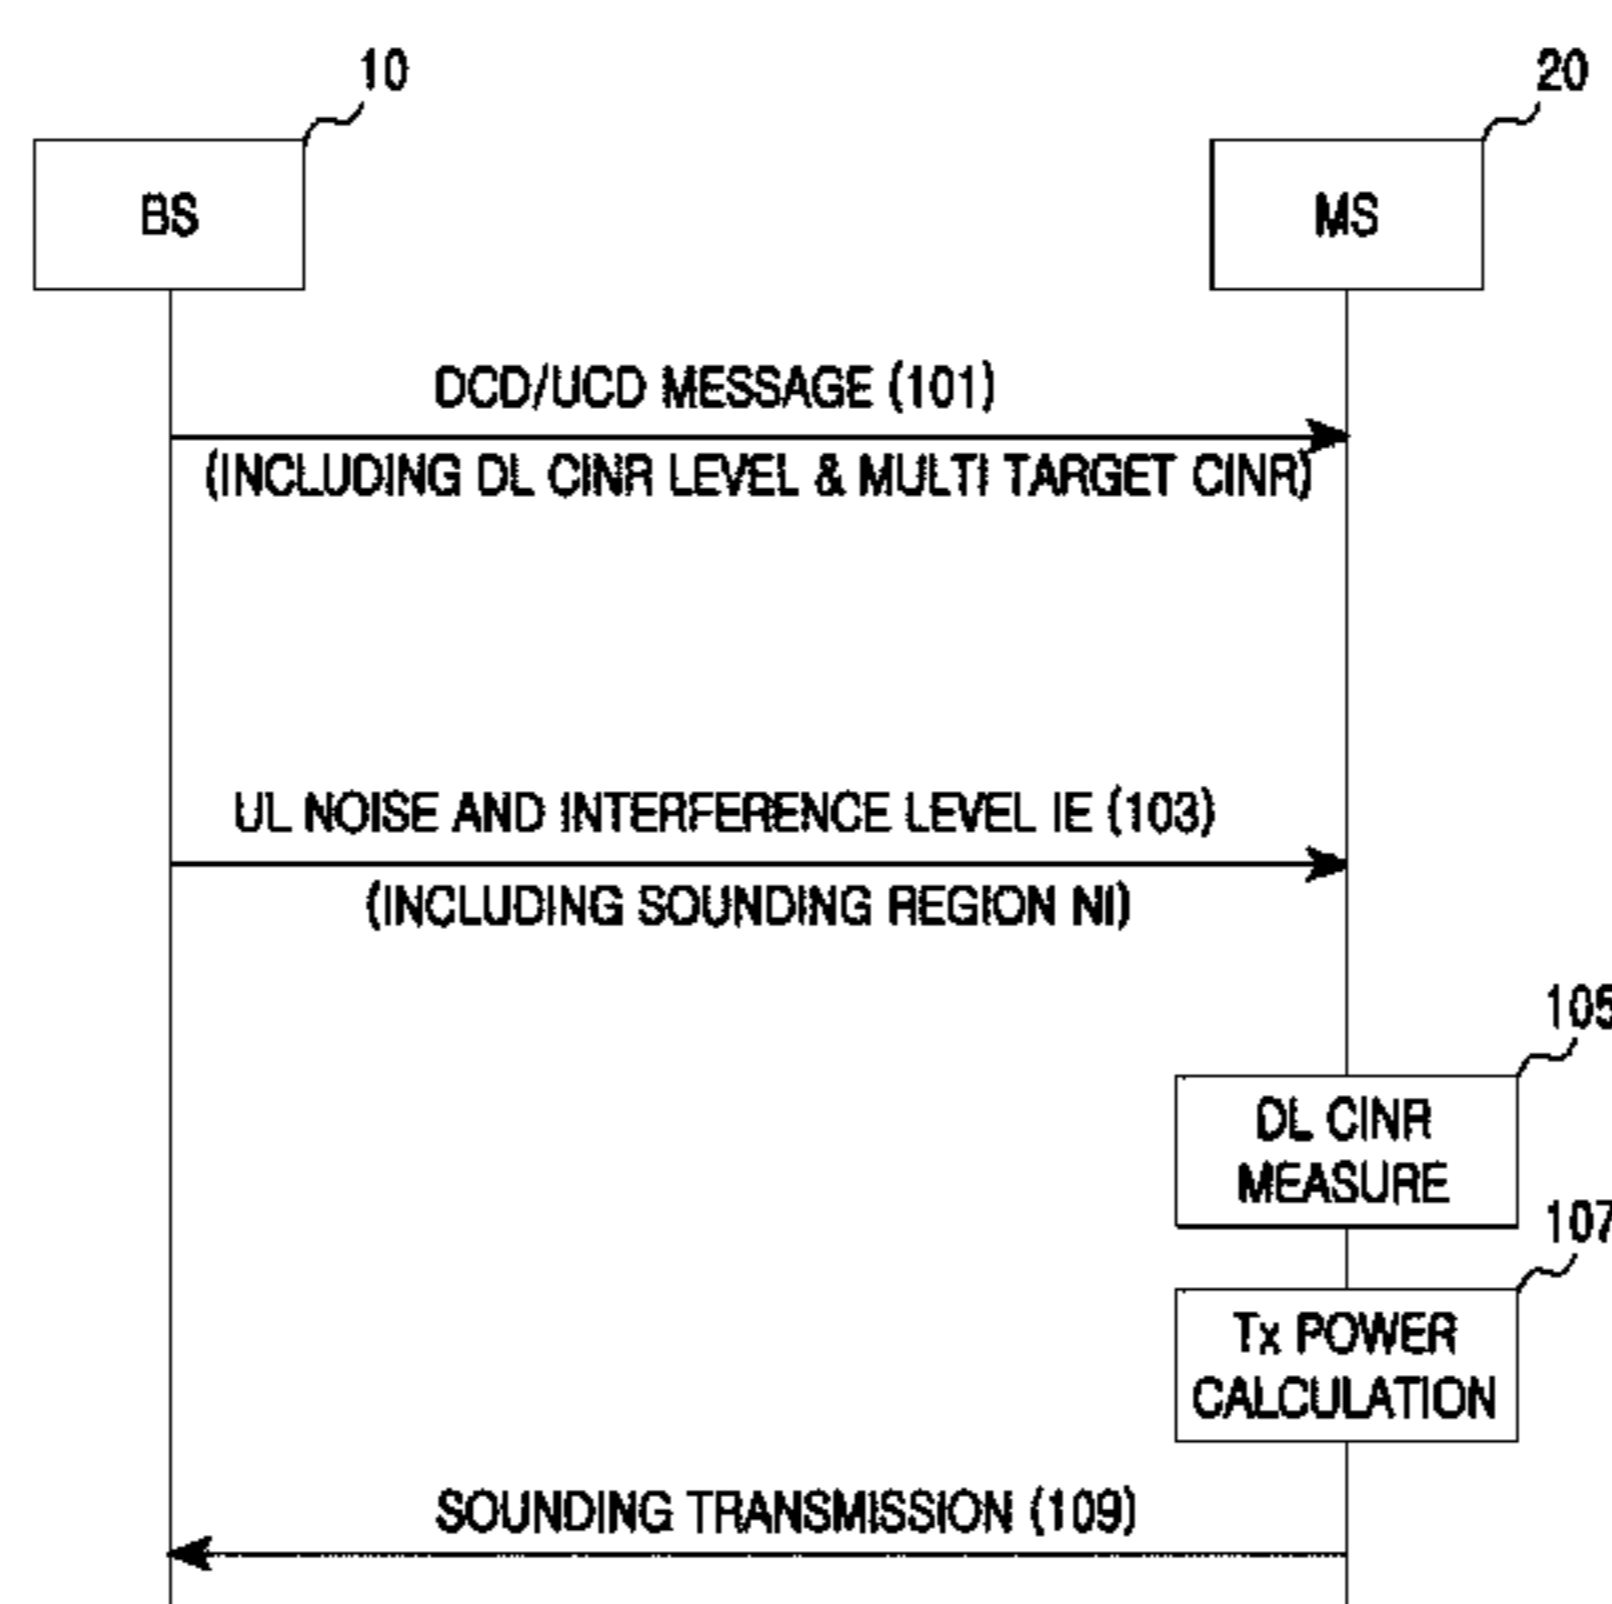 10
20
BS
MS
DCD/UCD MESSAGE (101)
(INCLUDING DL CINR LEVEL & MULTI TARGET CINR)
UL NOISE AND INTERFERENCE LEVEL IE (103)
(INCLUDING SOUNDING REGION NI)
105
DL CINR
MEASURE
107
Tx POWER
CALCULATION
SOUNDING TRANSMISSION (109)